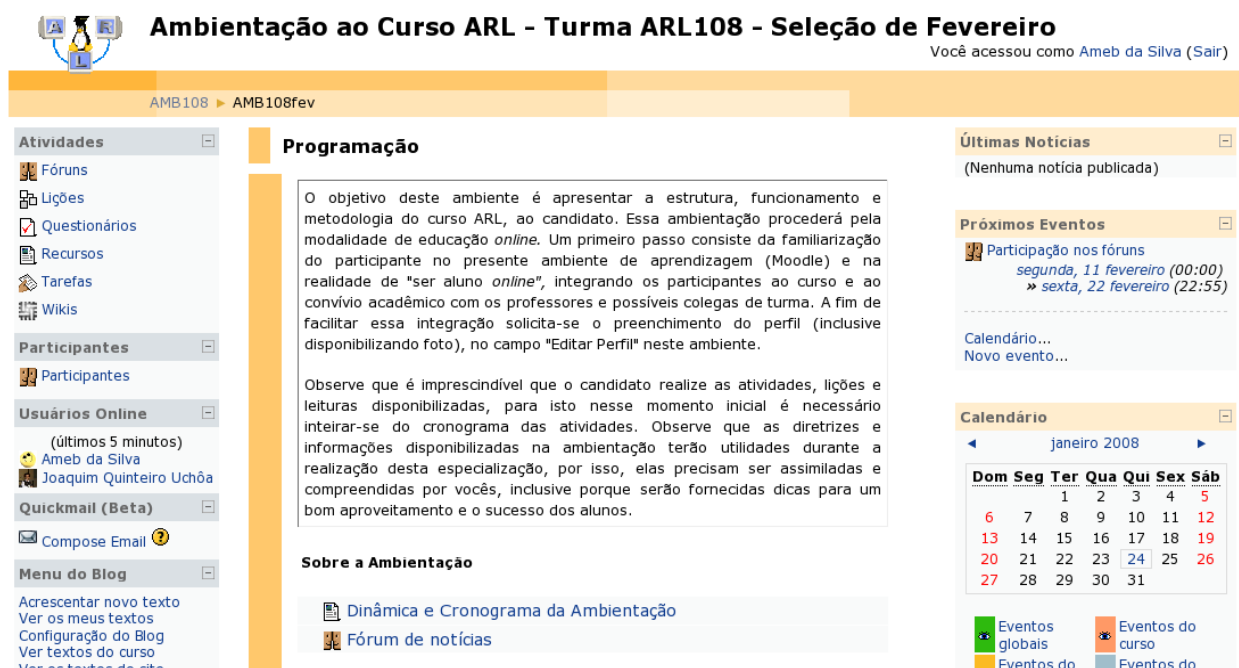 A R
L
Ambientação ao Curso ARL - Turma ARL108 - Seleção de Fevereiro
Você acessou como Ameb da Silva (Sair)
AMB108 ► AMB108fev
Atividades
Fóruns
Lições
Questionários
Recursos
Tarefas
Wikis
Participantes
Participantes
Usuários Online
(últimos 5 minutos)
Ameb da Silva
Joaquim Quinteiro Uchôa
Quickmail (Beta)
Compose Email ?
Menu do Blog
Acrescentar novo texto
Ver os meus textos
Configuração do Blog
Ver textos do curso
Ver os textos do site
Programação
O objetivo deste ambiente é apresentar a estrutura, funcionamento e
metodologia do curso ARL, ao candidato. Essa ambientação procederá pela
modalidade de educação online. Um primeiro passo consiste da familiarização
do participante no presente ambiente de aprendizagem (Moodle) e na
realidade de "ser aluno online", integrando os participantes ao curso e ao
convívio acadêmico com os professores e possíveis colegas de turma. A fim de
facilitar essa integração solicita-se o preenchimento do perfil (inclusive
disponibilizando foto), no campo "Editar Perfil" neste ambiente.
Observe que é imprescindível que o candidato realize as atividades, lições e
leituras disponibilizadas, para isto nesse momento inicial é necessário
inteirar-se do cronograma das atividades. Observe que as diretrizes e
informações disponibilizadas na ambientação terão utilidades durante a
realização desta especialização, por isso, elas precisam ser assimiladas e
compreendidas por vocês, inclusive porque serão fornecidas dicas para um
bom aproveitamento e o sucesso dos alunos.
Sobre a Ambientação
Dinâmica e Cronograma da Ambientação
Fórum de notícias
Últimas Notícias
(Nenhuma notícia publicada)
Próximos Eventos
Participação nos fóruns
segunda, 11 fevereiro (00:00)
» sexta, 22 fevereiro (22:55)
Calendário...
Novo evento...
Calendário
◄ janeiro 2008 ►
Dom Seg Ter Qua Qui Sex Sáb
1 2 3 4 5
6 7 8 9 10 11 12
13 14 15 16 17 18 19
20 21 22 23 24 25 26
27 28 29 30 31
Eventos globais
Eventos do curso
Eventos do
Eventos do